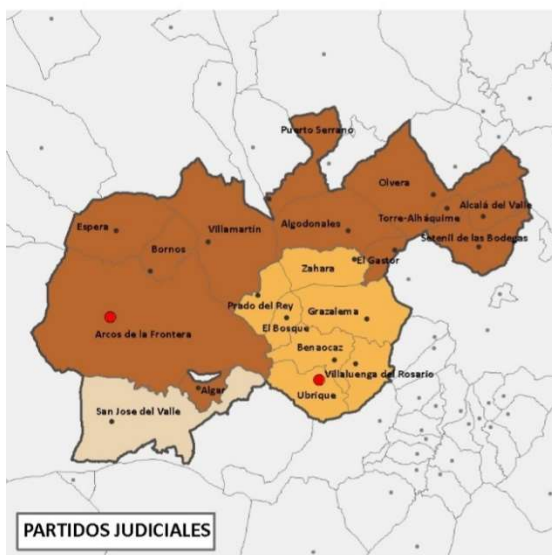 Puerto Serrano
Olvera
Alcalá del Valle
Espera
Villamartín
Algodonales
Torre-Alháquime
Bornos
Setenil de las Bodegas
El Gastor
Zahara
Prado del Rey
Grazalema
El Bosque
Arcos de la Frontera
Benaocaz
Villaluenga del Rosario
Algar
Ubrique
San Jose del Valle
PARTIDOS JUDICIALES